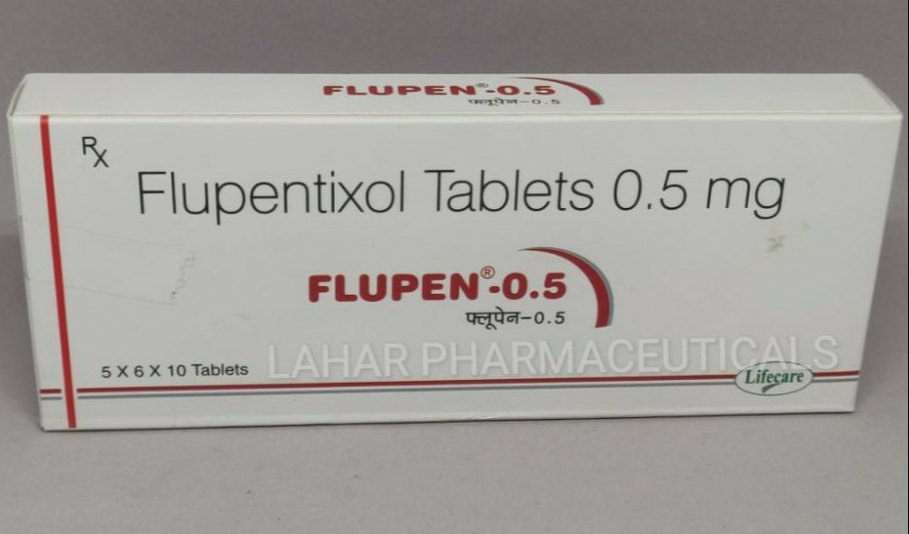 FLUPEN®-0.5
फ्लूपेन-0.5
Rx
Flupentixol Tablets 0.5 mg
FLUPEN®-0.5
फ्लूपेन-0.5
5 X 6 X 10 Tablets
LAHAR PHARMACEUTICALS
Lifecare